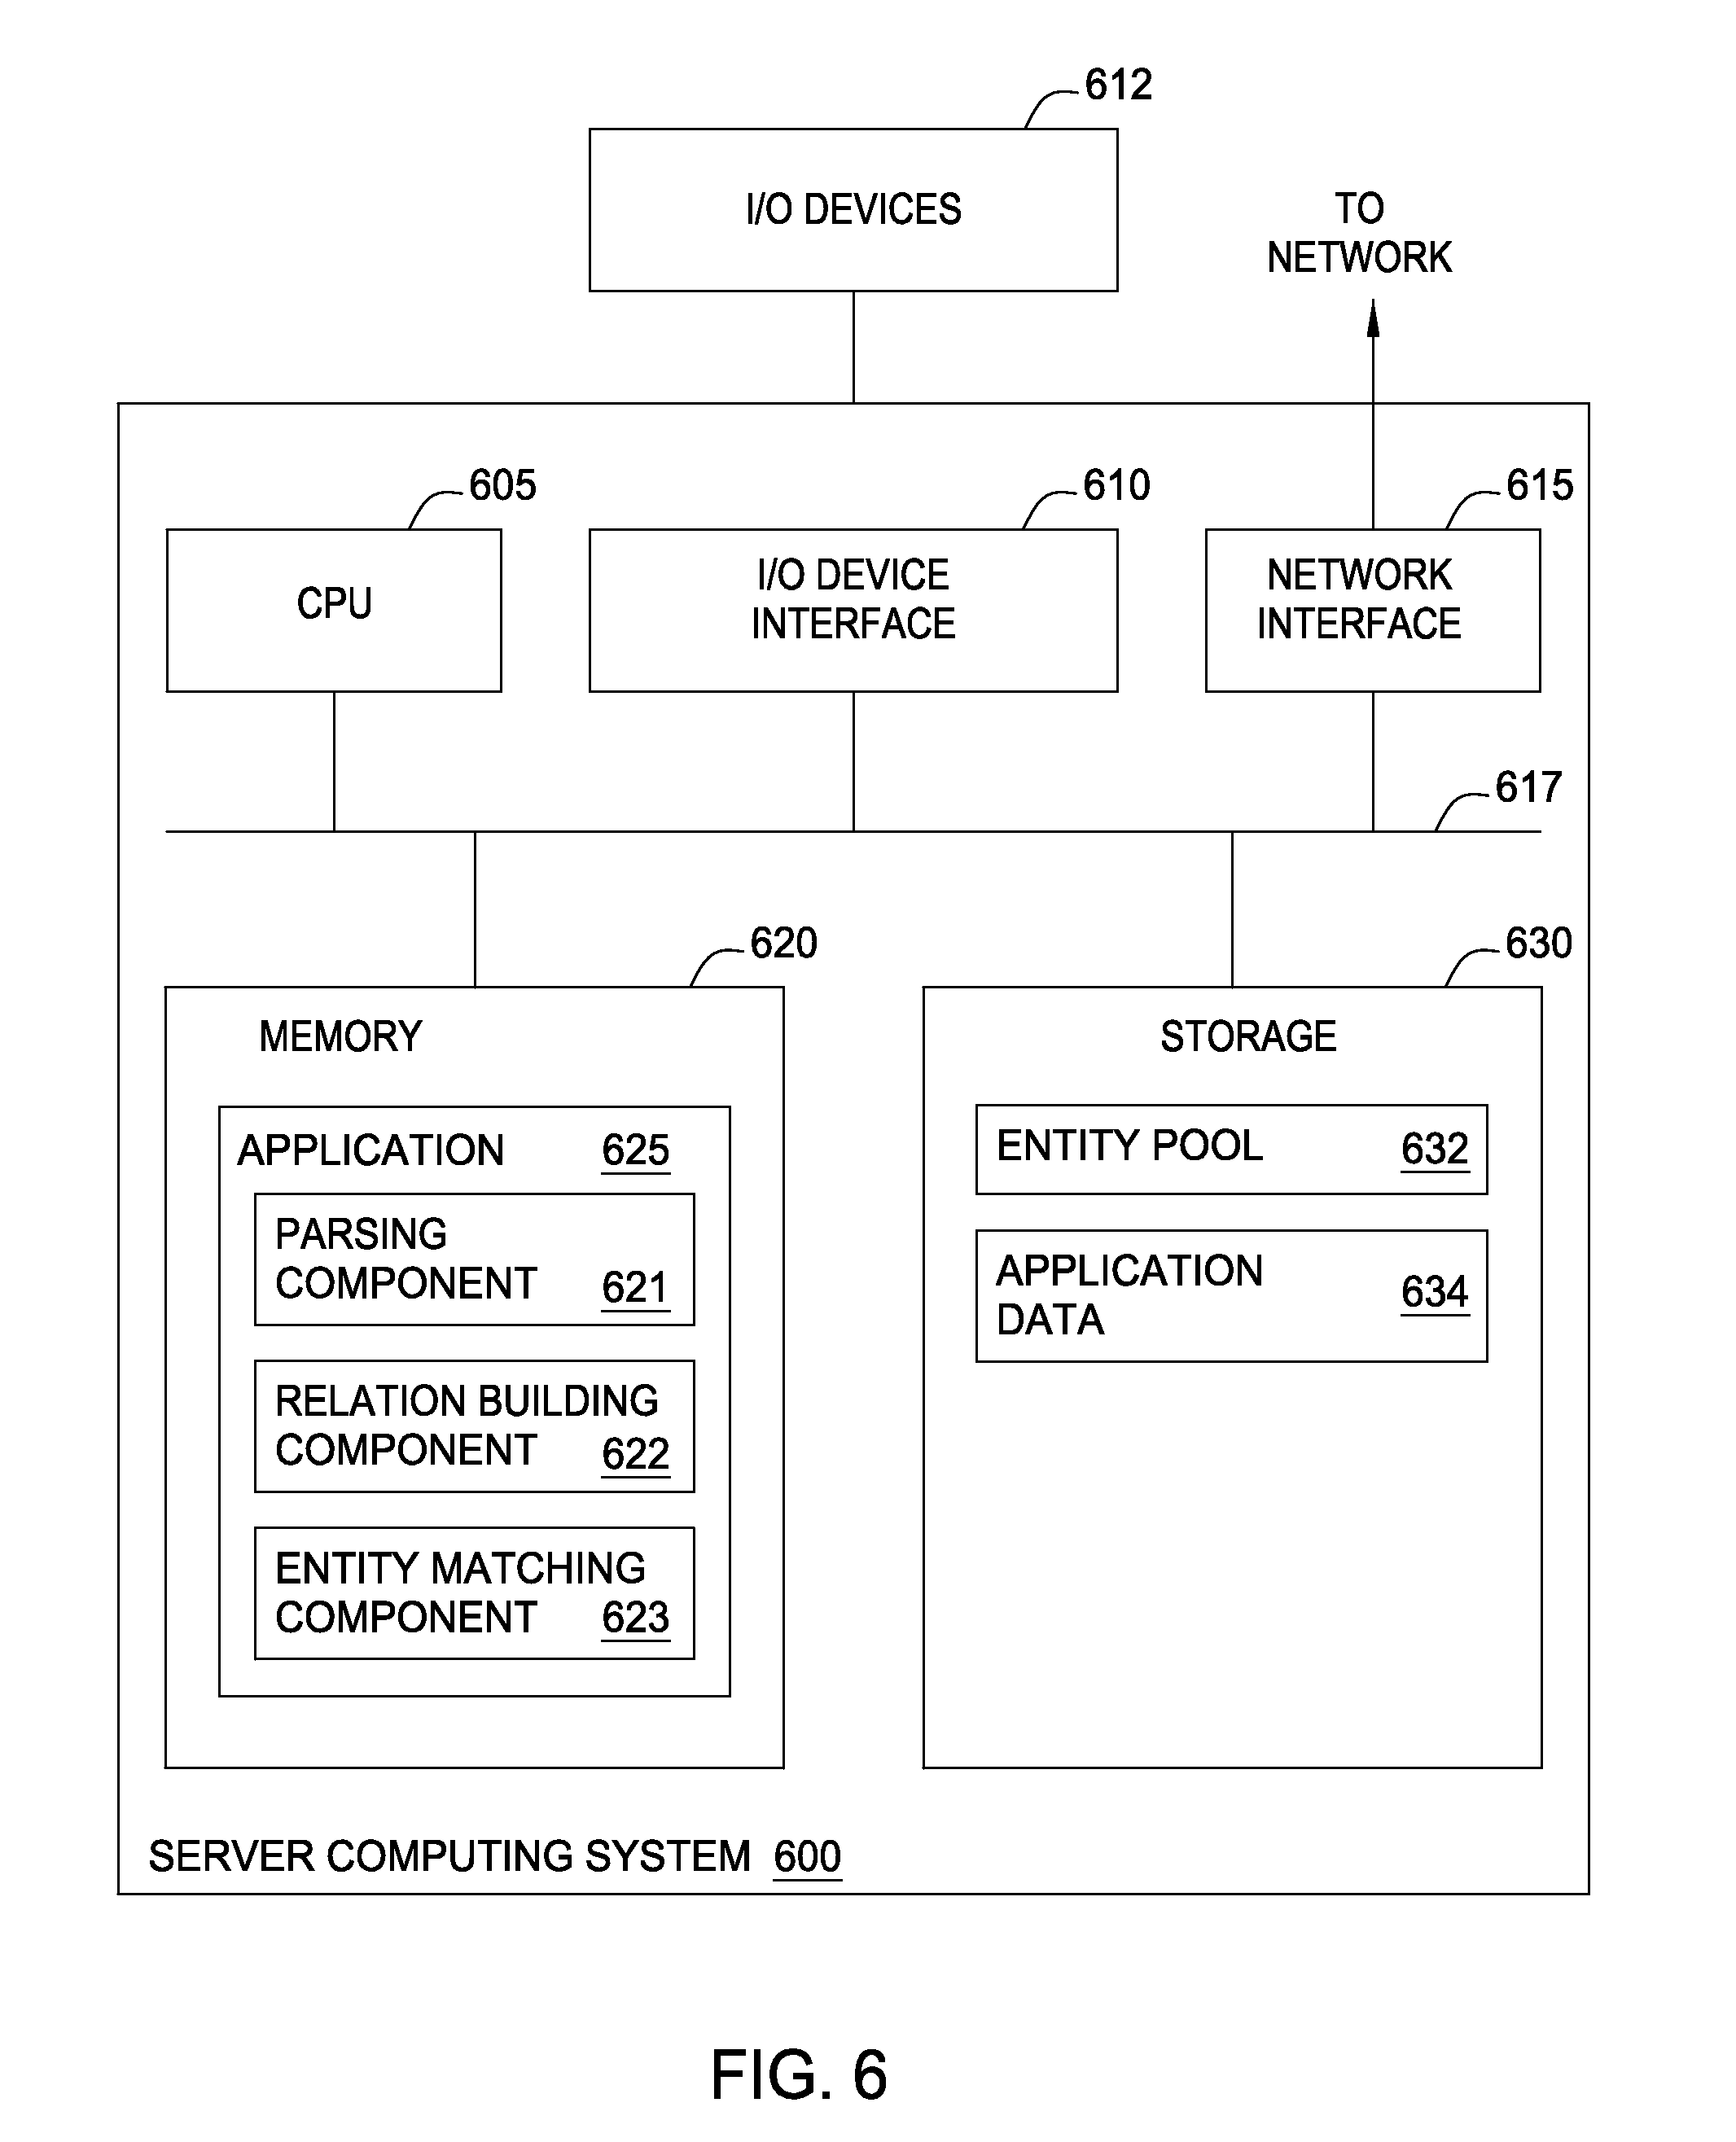 612
I/O DEVICES
TO
NETWORK
605
610
615
CPU
I/O DEVICE
INTERFACE
NETWORK
INTERFACE
617
620
630
MEMORY
APPLICATION 625
PARSING
COMPONENT 621
RELATION BUILDING
COMPONENT 622
ENTITY MATCHING
COMPONENT 623
STORAGE
ENTITY POOL 632
APPLICATION
DATA 634
SERVER COMPUTING SYSTEM 600
FIG. 6